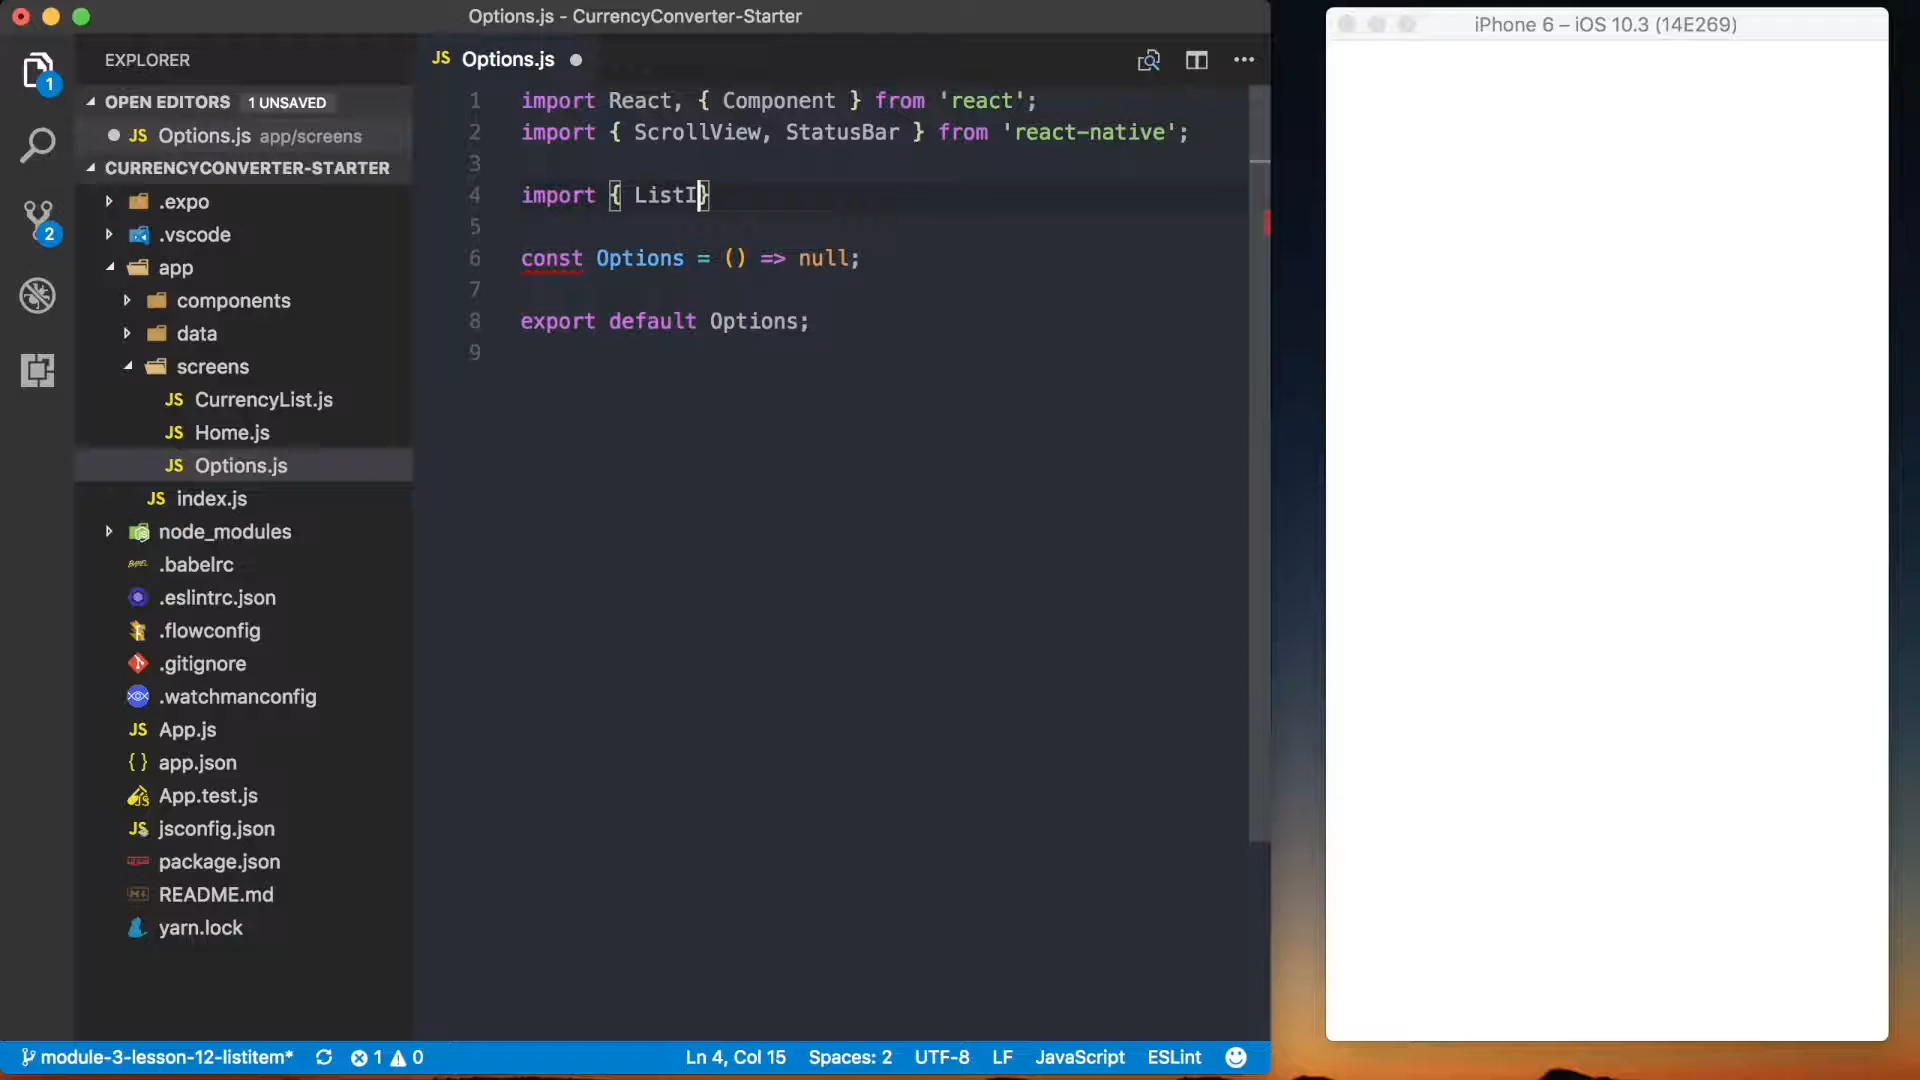 Options.js - CurrencyConverter-Starter
iPhone 6 – iOS 10.3 (14E269)
EXPLORER
JS Options.js
1
OPEN EDITORS 1 UNSAVED
JS Options.js app/screens
CURRENCYCONVERTER-STARTER
.expo
.vscode
2
app
components
data
screens
JS CurrencyList.js
JS Home.js
JS Options.js
JS index.js
node_modules
BABEL .babelrc
.eslintrc.json
.flowconfig
.gitignore
.watchmanconfig
JS App.js
{ } app.json
App.test.js
JS jsconfig.json
package.json
README.md
yarn.lock
1 import React, { Component } from 'react';
2 import { ScrollView, StatusBar } from 'react-native';
3
4 import { ListI}
5
6 const Options = () => null;
7
8 export default Options;
9
module-3-lesson-12-listitem* 1 0 Ln 4, Col 15 Spaces: 2 UTF-8 LF JavaScript ESLint